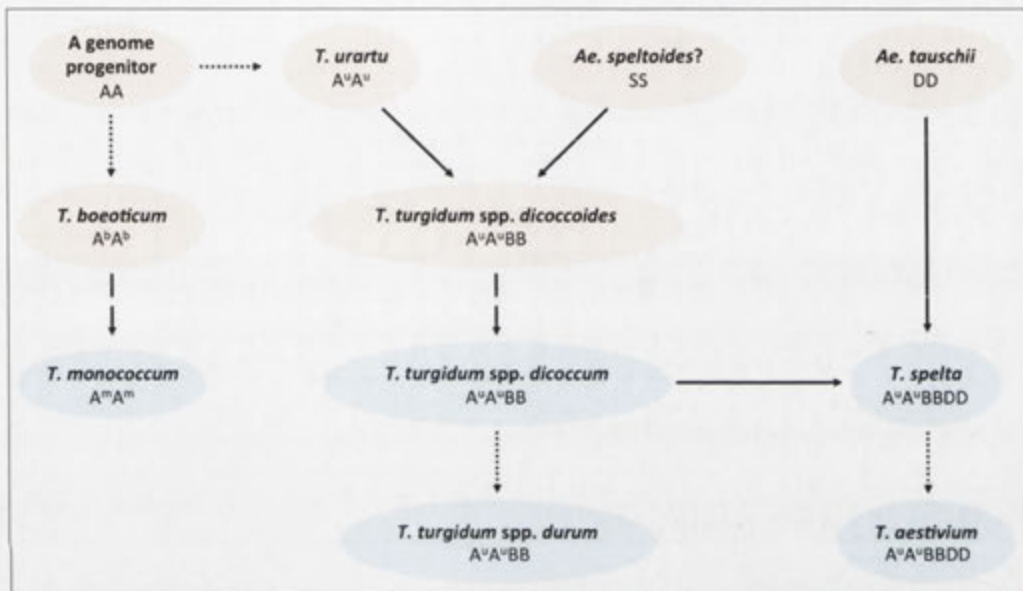 A genome
progenitor
AA
T. urartu
AᵘAᵘ
Ae. speltoides?
SS
Ae. tauschii
DD
T. boeoticum
AᵇAᵇ
T. turgidum spp. dicoccoides
AᵘAᵘBB
T. monococcum
AᵐAᵐ
T. turgidum spp. dicoccum
AᵘAᵘBB
T. spelta
AᵘAᵘBBDD
T. turgidum spp. durum
AᵘAᵘBB
T. aestivium
AᵘAᵘBBDD